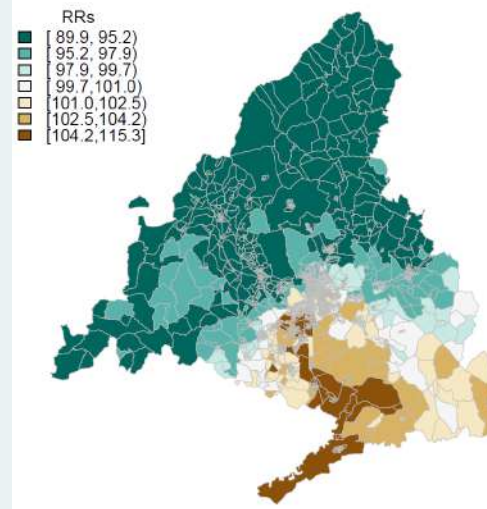 RRs
[ 89.9, 95.2)
[ 95.2, 97.9)
[ 97.9, 99.7)
[ 99.7,101.0)
[101.0,102.5)
[102.5,104.2)
[104.2,115.3]